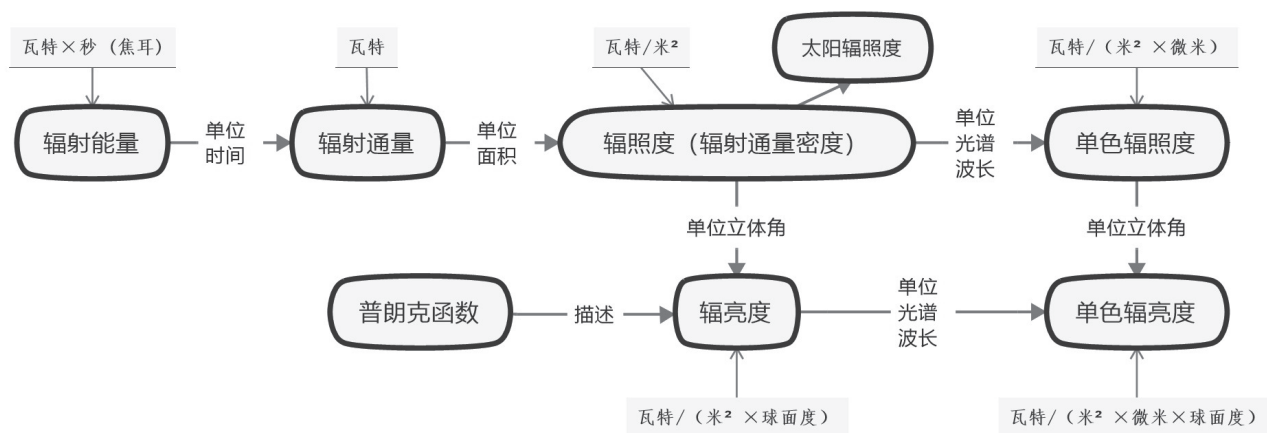 瓦特×秒（焦耳）
瓦特
瓦特/米²
太阳辐照度
瓦特/（米² ×微米）
辐射能量
单位
时间
辐射通量
单位
面积
辐照度（辐射通量密度）
单位
光谱
波长
单色辐照度
单位立体角
单位立体角
普朗克函数
描述
辐亮度
单位
光谱
波长
单色辐亮度
瓦特/（米² ×球面度）
瓦特/（米² ×微米×球面度）